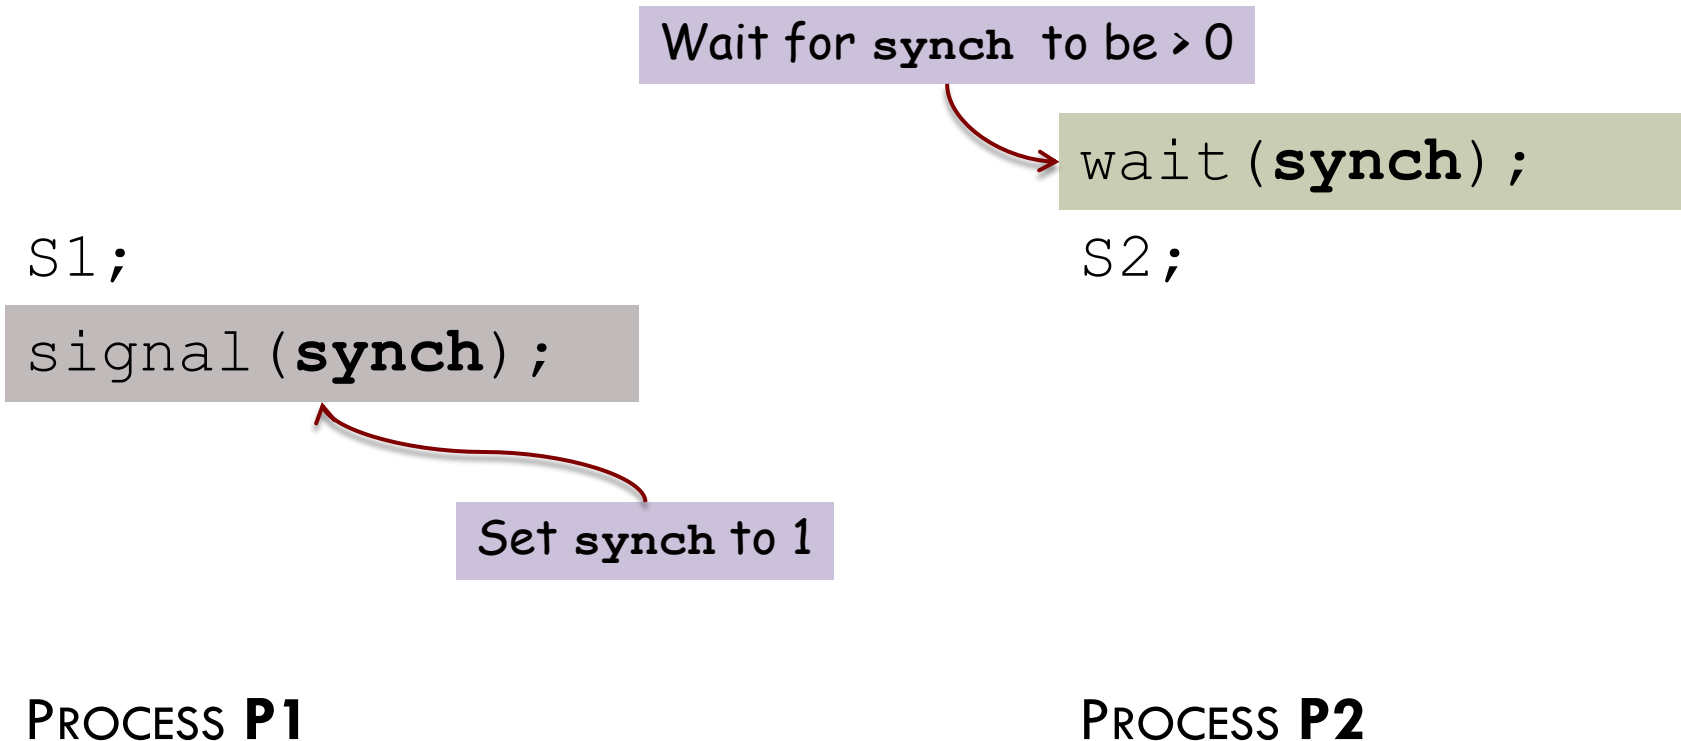 Wait for synch to be > 0
wait(synch);
S1;
S2;
signal(synch);
Set synch to 1
PROCESS P1
PROCESS P2